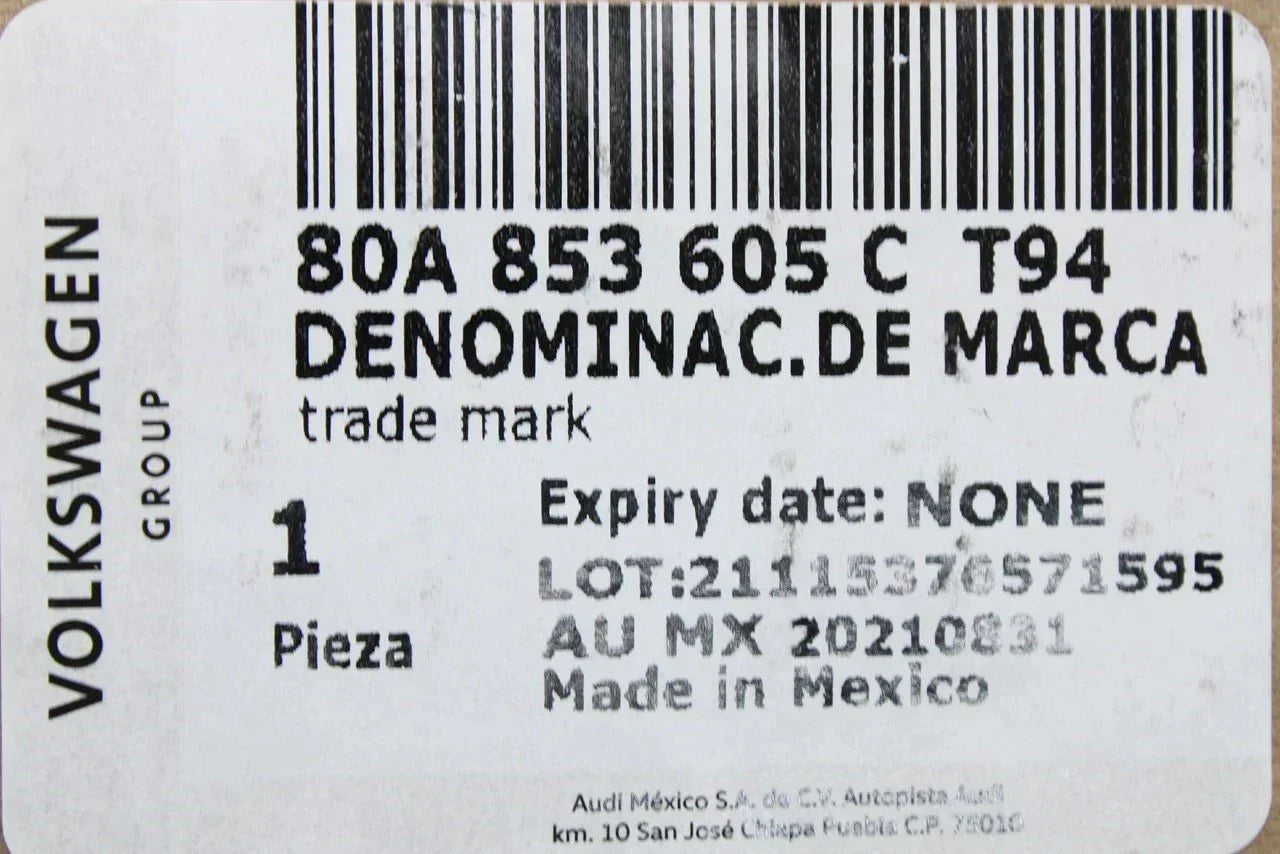 VOLKSWAGEN
GROUP
80A 853 605 C T94
DENOMINAC.DE MARCA
trade mark
1
Pieza
Expiry date: NONE
LOT:21115376571595
AU MX 20210831
Made in Mexico
Audi México S.A. de C.V. Autopista Audi
km. 10 San José Chiapa Puebla C.P. 75010